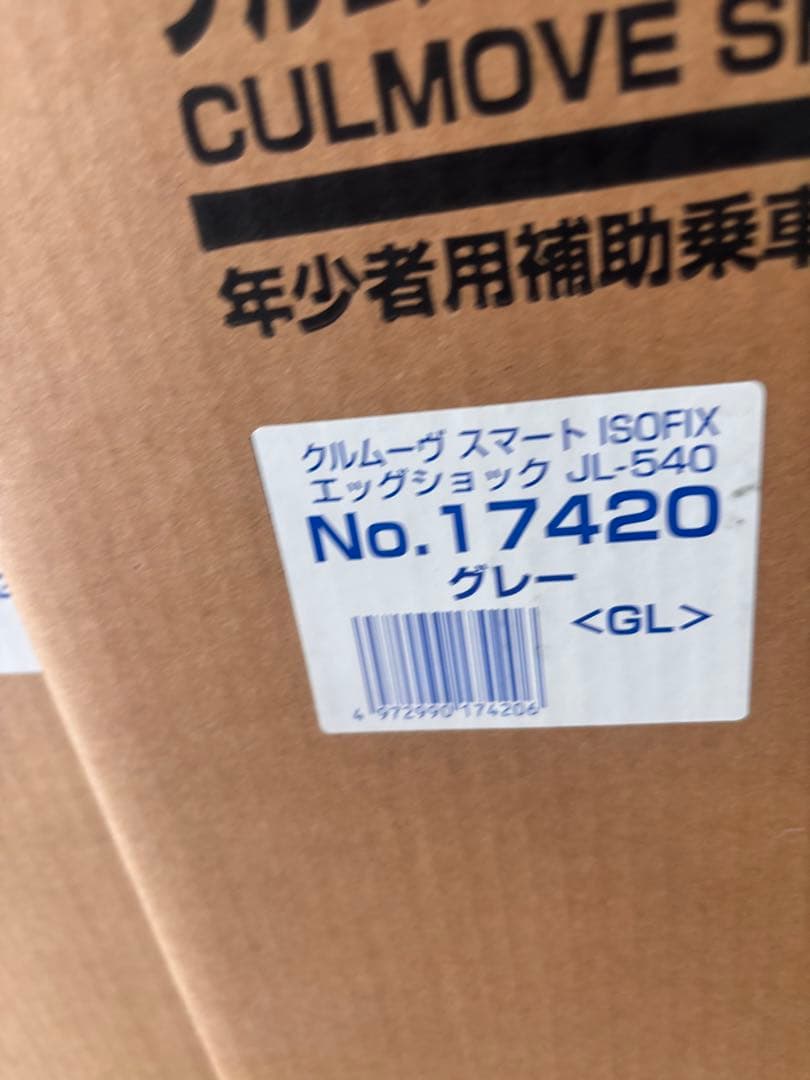 CULMOVE
年少者用補助乗車
クルムーヴ スマート ISOFIX
エッグショック JL-540
No.17420
グレー
<GL>
4 972990 174206